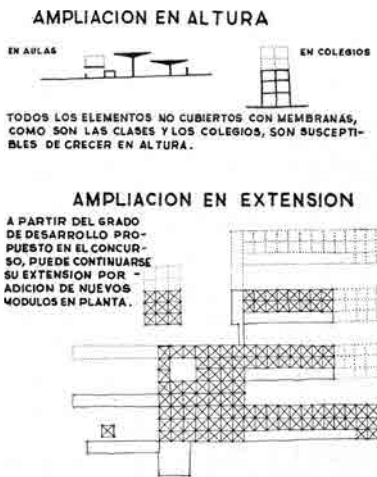 AMPLIACION EN ALTURA
EN AULAS
EN COLEGIOS
TODOS LOS ELEMENTOS NO CUBIERTOS CON MEMBRANAS,
COMO SON LAS CLASES Y LOS COLEGIOS, SON SUSCEPTI-
BLES DE CRECER EN ALTURA.
AMPLIACION EN EXTENSION
A PARTIR DEL GRADO
DE DESARROLLO PRO-
PUESTO EN EL CONCUR-
SO, PUEDE CONTINUARSE
SU EXTENSION POR -
ADICION DE NUEVOS
MODULOS EN PLANTA.